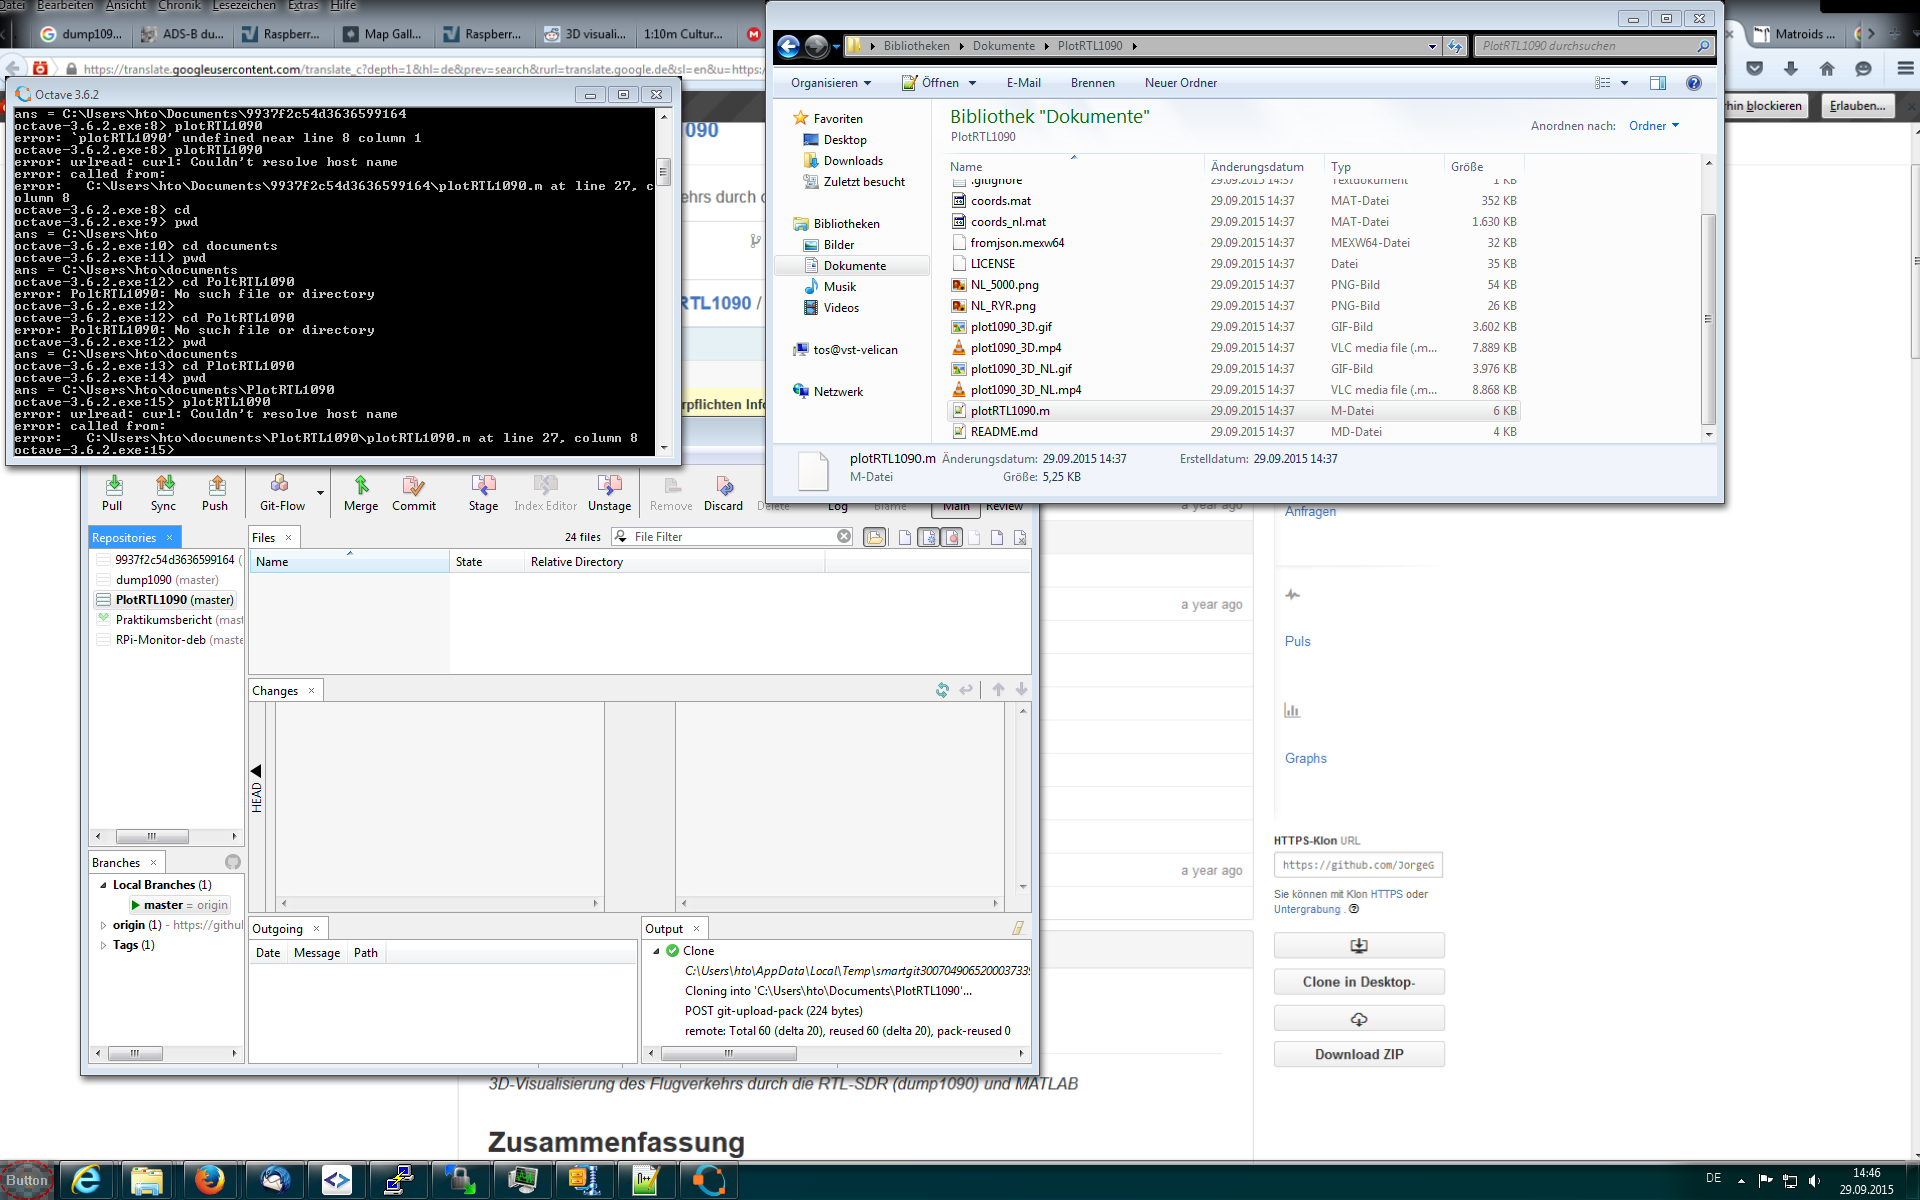 Datei Bearbeiten Ansicht Chronik Lesezeichen Extras Hilfe
dump109... ADS-B du... Raspberr... Map Gall... Raspberr... 3D visuali... 1:10m Cultur...
Matroids ...
https://translate.googleusercontent.com/translate_c?depth=1&hl=de&prev=search&rurl=translate.google.de&sl=en&u=https:/
hin blockieren Erlauben...
Octave 3.6.2
ans = C:\Users\hto\Documents\9937f2c54d3636599164
octave-3.6.2.exe:8> plotRTL1090
error: `plotRTL1090' undefined near line 8 column 1
octave-3.6.2.exe:8> plotRTL1090
error: urlread: curl: Couldn't resolve host name
error: called from:
error:   C:\Users\hto\Documents\9937f2c54d3636599164\plotRTL1090.m at line 27, c
olumn 8
octave-3.6.2.exe:8> cd
octave-3.6.2.exe:9> pwd
ans = C:\Users\hto
octave-3.6.2.exe:10> cd documents
octave-3.6.2.exe:11> pwd
ans = C:\Users\hto\documents
octave-3.6.2.exe:12> cd PoltRTL1090
error: PoltRTL1090: No such file or directory
octave-3.6.2.exe:12>
octave-3.6.2.exe:12> cd PoltRTL1090
error: PoltRTL1090: No such file or directory
octave-3.6.2.exe:12> pwd
ans = C:\Users\hto\documents
octave-3.6.2.exe:13> cd PlotRTL1090
octave-3.6.2.exe:14> pwd
ans = C:\Users\hto\documents\PlotRTL1090
octave-3.6.2.exe:15> plotRTL1090
error: urlread: curl: Couldn't resolve host name
error: called from:
error:   C:\Users\hto\documents\PlotRTL1090\plotRTL1090.m at line 27, column 8
octave-3.6.2.exe:15>
1090
ehrs durch d
RTL1090 /
rpflichten Info
Bibliotheken Dokumente PlotRTL1090
PlotRTL1090 durchsuchen
Organisieren Öffnen E-Mail Brennen Neuer Ordner
Favoriten
Desktop
Downloads
Zuletzt besucht
Bibliotheken
Bilder
Dokumente
Musik
Videos
tos@vst-velican
Netzwerk
Bibliothek "Dokumente"
PlotRTL1090
Anordnen nach: Ordner
Name Änderungsdatum Typ Größe
.gitignore 29.09.2015 14:37 Textdokument 1 KB
coords.mat 29.09.2015 14:37 MAT-Datei 352 KB
coords_nl.mat 29.09.2015 14:37 MAT-Datei 1.630 KB
fromjson.mexw64 29.09.2015 14:37 MEXW64-Datei 32 KB
LICENSE 29.09.2015 14:37 Datei 35 KB
NL_5000.png 29.09.2015 14:37 PNG-Bild 54 KB
NL_RYR.png 29.09.2015 14:37 PNG-Bild 26 KB
plot1090_3D.gif 29.09.2015 14:37 GIF-Bild 3.602 KB
plot1090_3D.mp4 29.09.2015 14:37 VLC media file (.m... 7.889 KB
plot1090_3D_NL.gif 29.09.2015 14:37 GIF-Bild 3.976 KB
plot1090_3D_NL.mp4 29.09.2015 14:37 VLC media file (.m... 8.868 KB
plotRTL1090.m 29.09.2015 14:37 M-Datei 6 KB
README.md 29.09.2015 14:37 MD-Datei 4 KB
plotRTL1090.m Änderungsdatum: 29.09.2015 14:37 Erstelldatum: 29.09.2015 14:37
M-Datei Größe: 5,25 KB
Pull Sync Push Git-Flow Merge Commit Stage Index Editor Unstage Remove Discard Delete Log Blame Main Review
Repositories
9937f2c54d3636599164 (
dump1090 (master)
PlotRTL1090 (master)
Praktikumsbericht (mast
RPi-Monitor-deb (maste
Files 24 files File Filter
Name State Relative Directory
Changes
HEAD
Branches
Local Branches (1)
master = origin
origin (1) - https://githul
Tags (1)
Outgoing
Date Message Path
Output
Clone
C:\Users\hto\AppData\Local\Temp\smartgit3007049065200037339
Cloning into 'C:\Users\hto\Documents\PlotRTL1090'...
POST git-upload-pack (224 bytes)
remote: Total 60 (delta 20), reused 60 (delta 20), pack-reused 0
a year ago
a year ago
a year ago
Anfragen
Puls
Graphs
HTTPS-Klon URL
https://github.com/JorgeG
Sie können mit Klon HTTPS oder
Untergrabung .
Clone in Desktop-
Download ZIP
3D-Visualisierung des Flugverkehrs durch die RTL-SDR (dump1090) und MATLAB
Zusammenfassung
Button
DE
14:46
29.09.2015